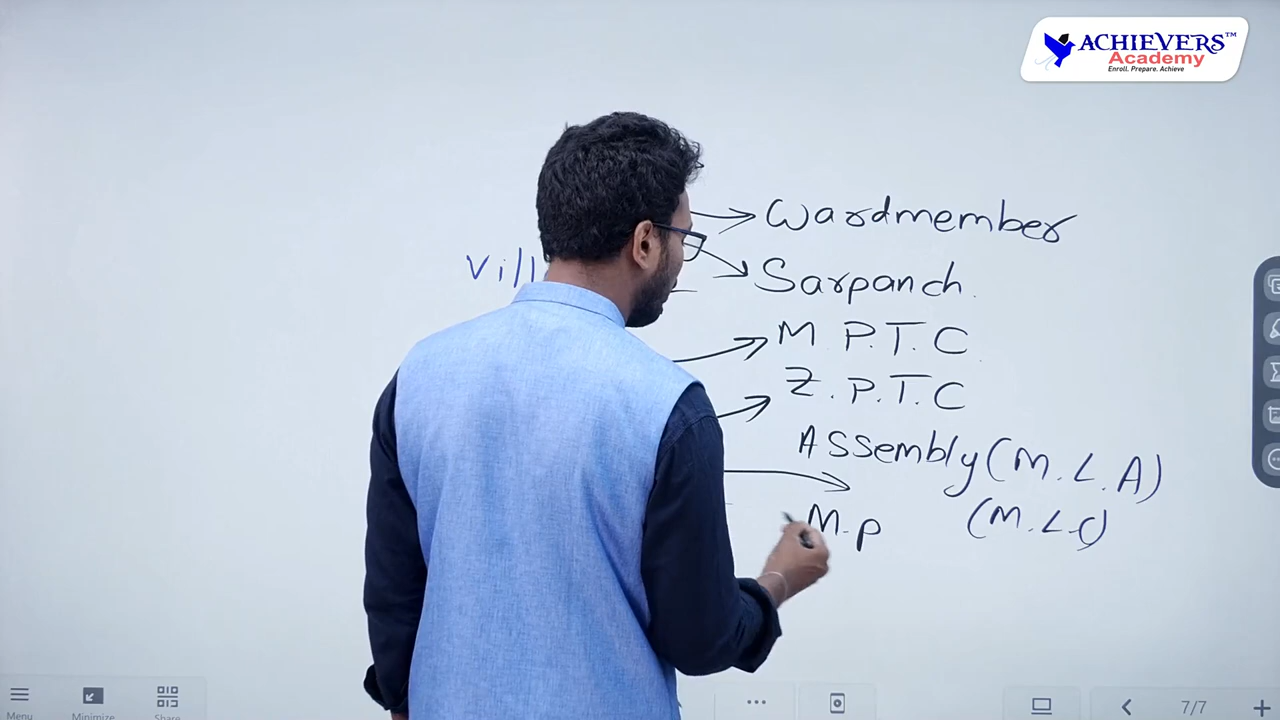 ACHIEVERS™
Academy
Enroll. Prepare. Achieve
Wardmember
Vill
Sarpanch.
M P.T.C.
Z.P.T.C
Assembly (M.L.A)
M.P (M.L.C)
Menu
Minimize
Share
7/7